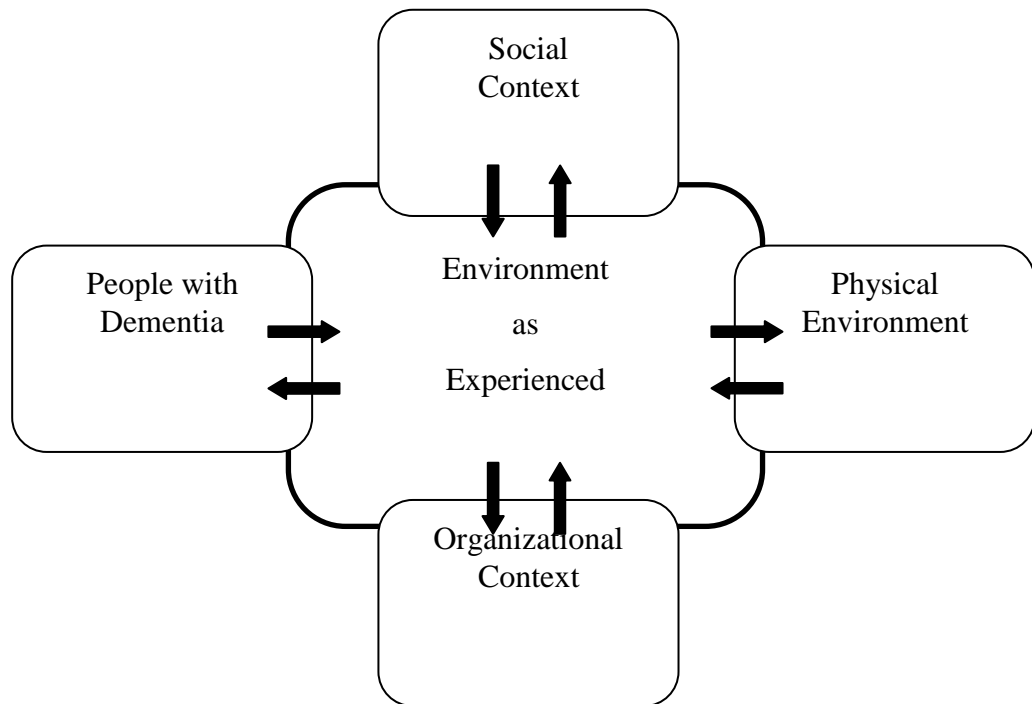 Social
Context
People with
Dementia
Environment
as
Experienced
Physical
Environment
Organizational
Context